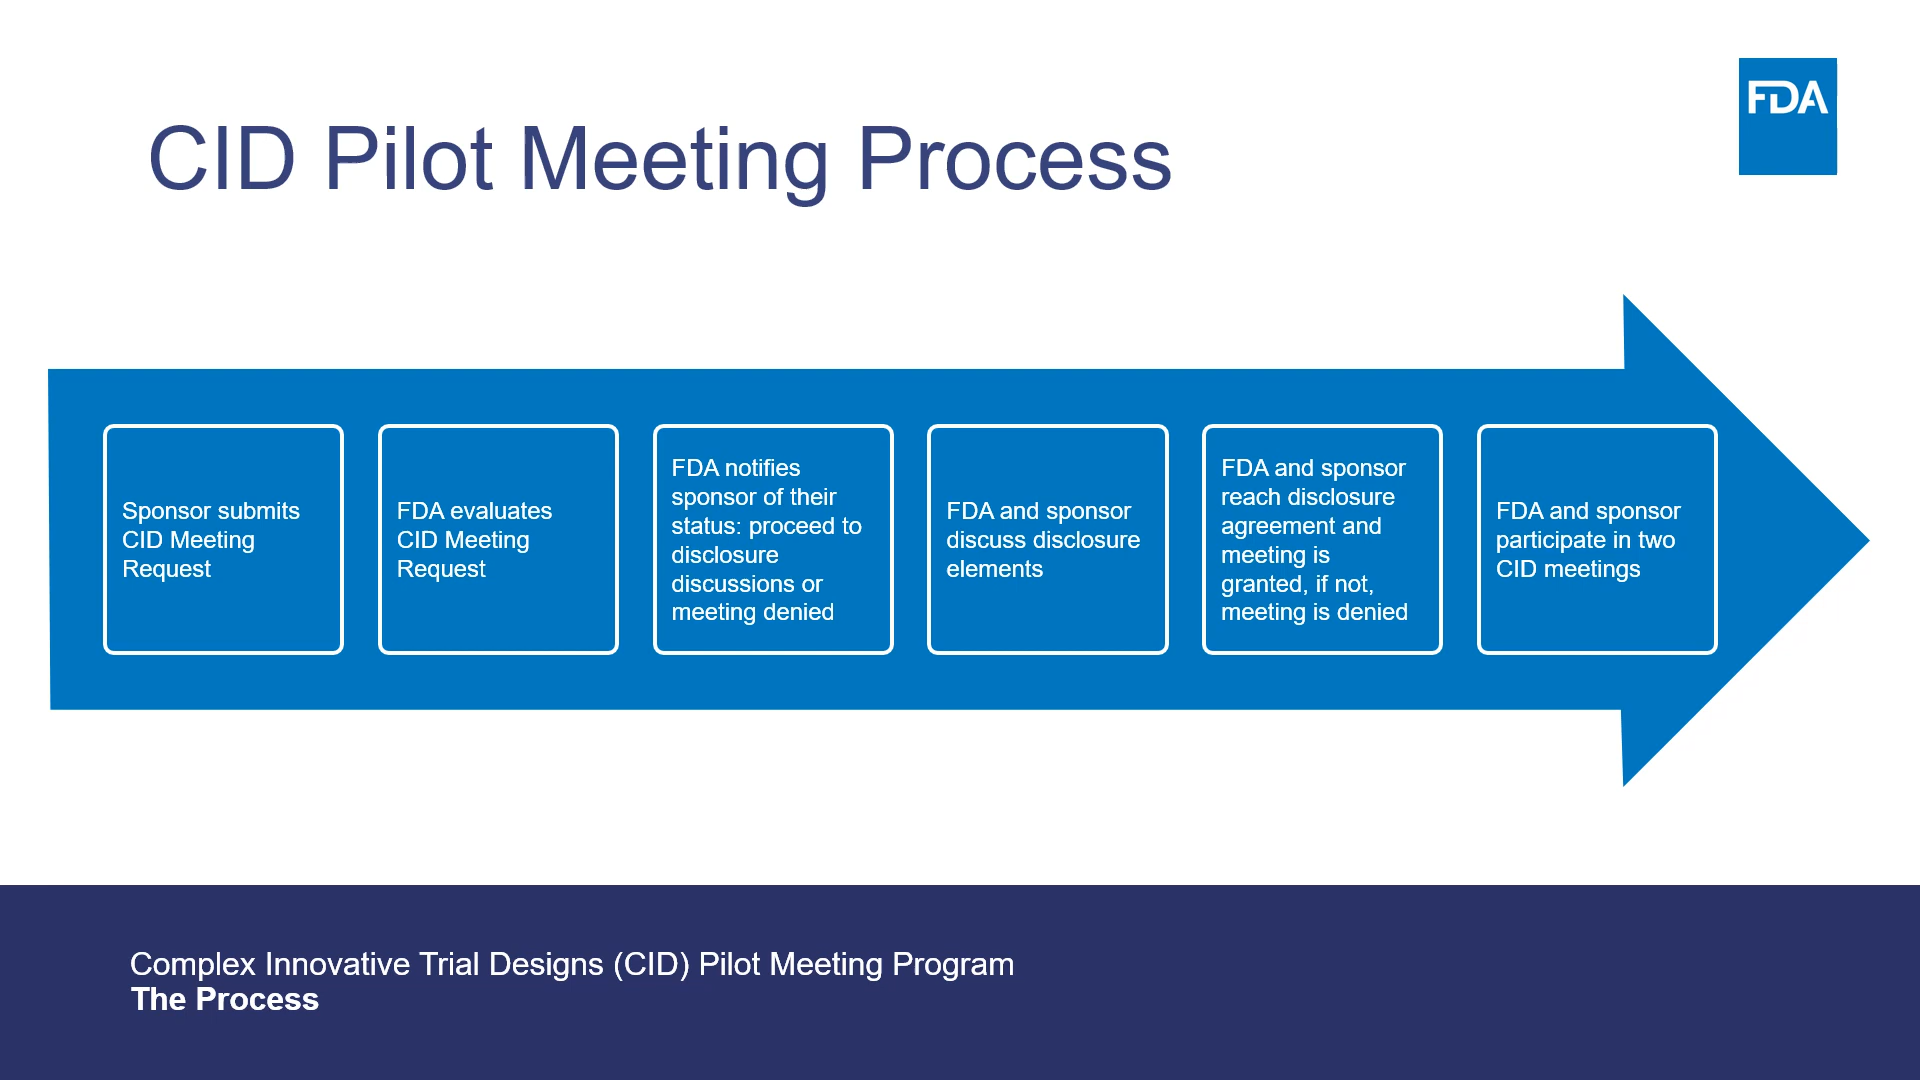 FDA
CID Pilot Meeting Process
Sponsor submits
CID Meeting
Request
FDA evaluates
CID Meeting
Request
FDA notifies
sponsor of their
status: proceed to
disclosure
discussions or
meeting denied
FDA and sponsor
discuss disclosure
elements
FDA and sponsor
reach disclosure
agreement and
meeting is
granted, if not,
meeting is denied
FDA and sponsor
participate in two
CID meetings
Complex Innovative Trial Designs (CID) Pilot Meeting Program
The Process